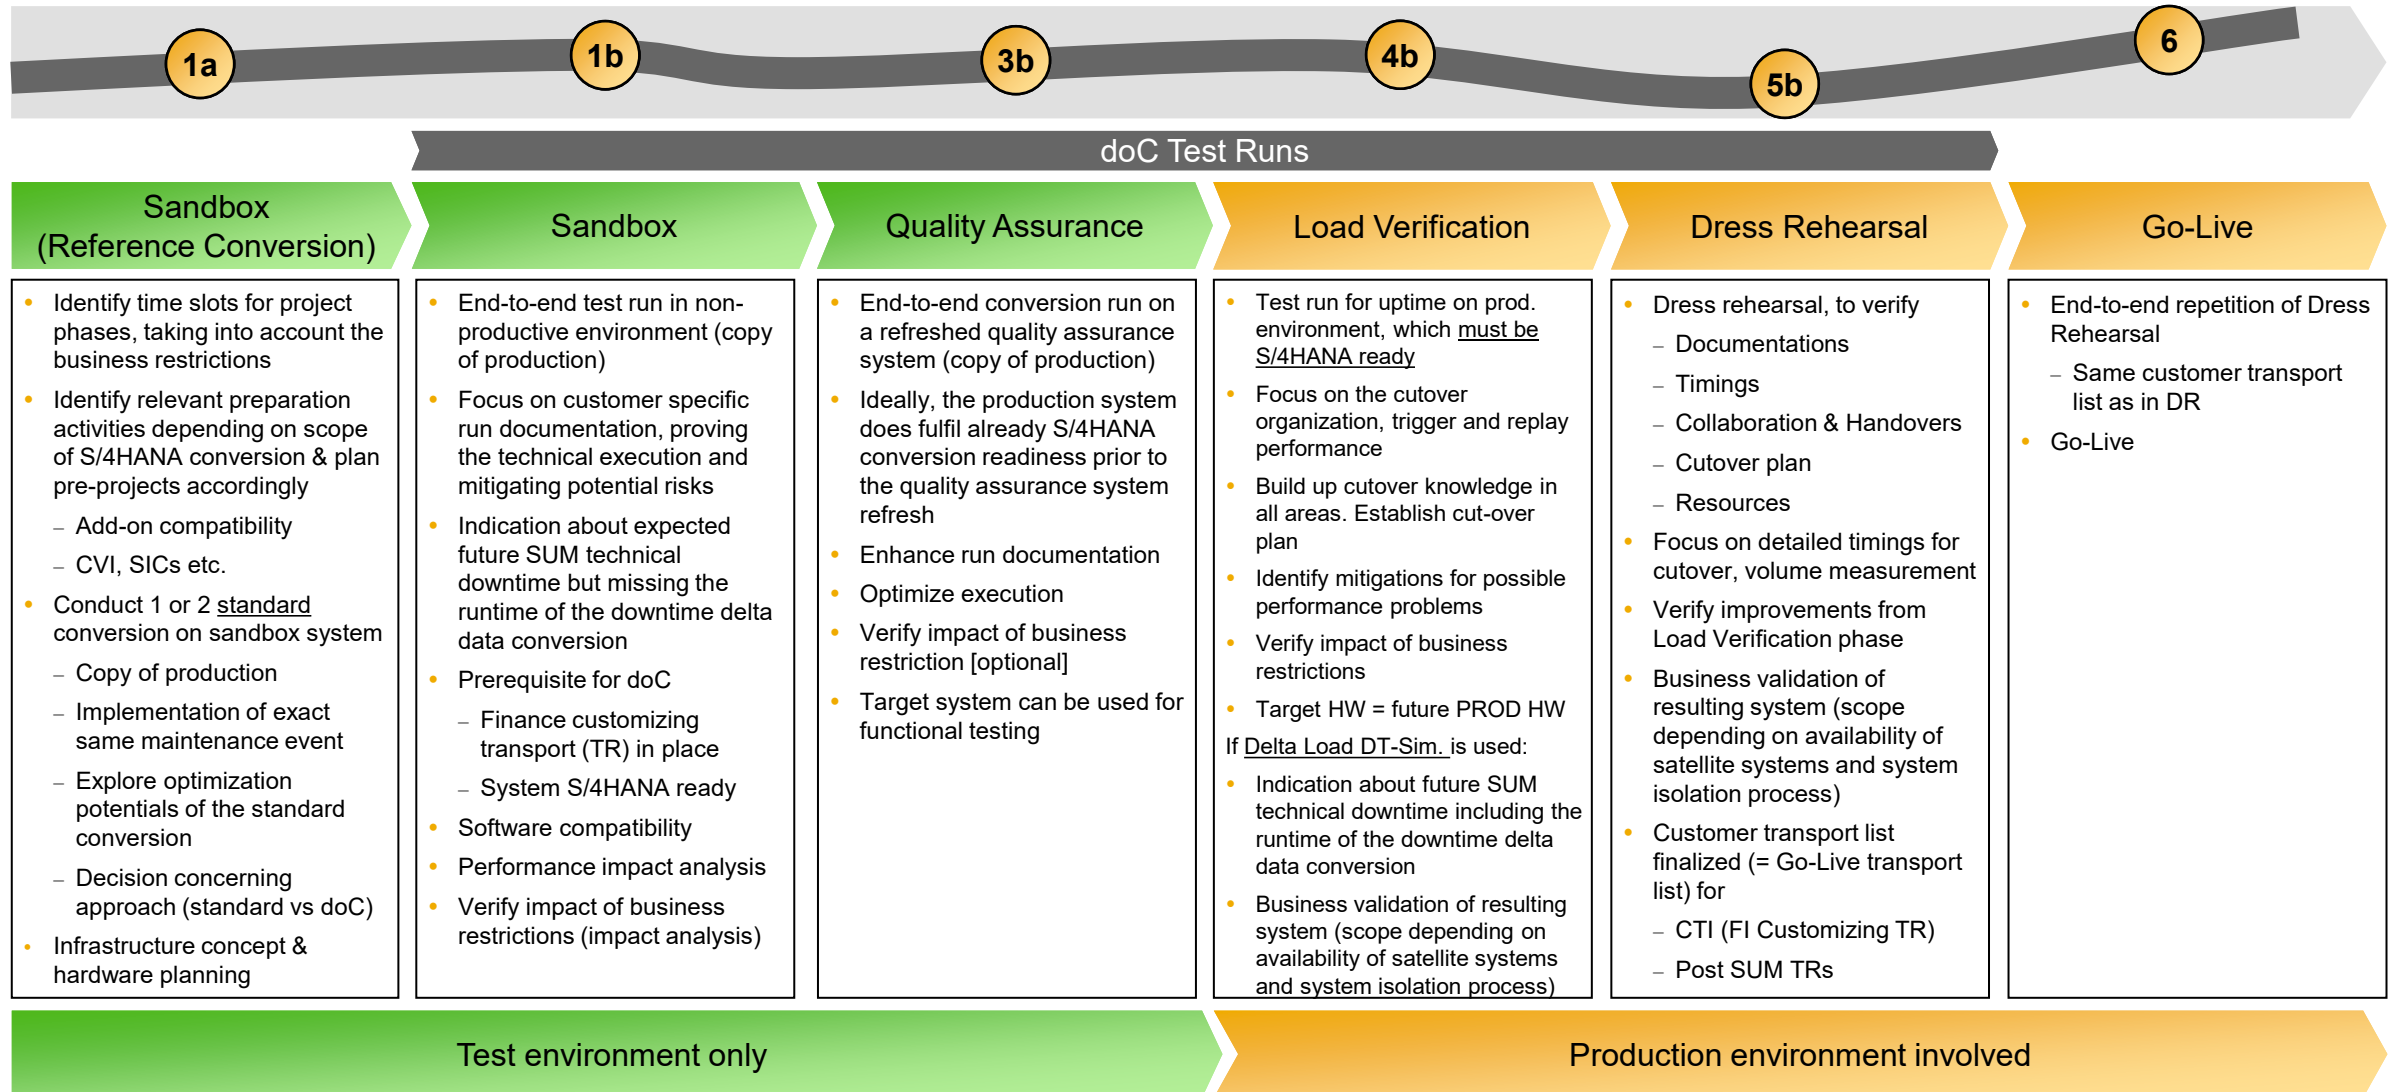 1a
1b
3b
4b
5b
6
doC Test Runs
Sandbox
(Reference Conversion)
Sandbox
Quality Assurance
Load Verification
Dress Rehearsal
Go-Live
• Identify time slots for project
phases, taking into account the
business restrictions
• Identify relevant preparation
activities depending on scope
of S/4HANA conversion & plan
pre-projects accordingly
– Add-on compatibility
– CVI, SICs etc.
• Conduct 1 or 2 standard
conversion on sandbox system
– Copy of production
– Implementation of exact
same maintenance event
– Explore optimization
potentials of the standard
conversion
– Decision concerning
approach (standard vs doC)
• Infrastructure concept &
hardware planning
• End-to-end test run in non-
productive environment (copy
of production)
• Focus on customer specific
run documentation, proving
the technical execution and
mitigating potential risks
• Indication about expected
future SUM technical
downtime but missing the
runtime of the downtime delta
data conversion
• Prerequisite for doC
– Finance customizing
transport (TR) in place
– System S/4HANA ready
• Software compatibility
• Performance impact analysis
• Verify impact of business
restrictions (impact analysis)
• End-to-end conversion run on
a refreshed quality assurance
system (copy of production)
• Ideally, the production system
does fulfil already S/4HANA
conversion readiness prior to
the quality assurance system
refresh
• Enhance run documentation
• Optimize execution
• Verify impact of business
restriction [optional]
• Target system can be used for
functional testing
• Test run for uptime on prod.
environment, which must be
S/4HANA ready
• Focus on the cutover
organization, trigger and replay
performance
• Build up cutover knowledge in
all areas. Establish cut-over
plan
• Identify mitigations for possible
performance problems
• Verify impact of business
restrictions
• Target HW = future PROD HW
If Delta Load DT-Sim. is used:
• Indication about future SUM
technical downtime including the
runtime of the downtime delta
data conversion
• Business validation of resulting
system (scope depending on
availability of satellite systems
and system isolation process)
• Dress rehearsal, to verify
– Documentations
– Timings
– Collaboration & Handovers
– Cutover plan
– Resources
• Focus on detailed timings for
cutover, volume measurement
• Verify improvements from
Load Verification phase
• Business validation of
resulting system (scope
depending on availability of
satellite systems and system
isolation process)
• Customer transport list
finalized (= Go-Live transport
list) for
– CTI (FI Customizing TR)
– Post SUM TRs
• End-to-end repetition of Dress
Rehearsal
– Same customer transport
list as in DR
• Go-Live
Test environment only
Production environment involved